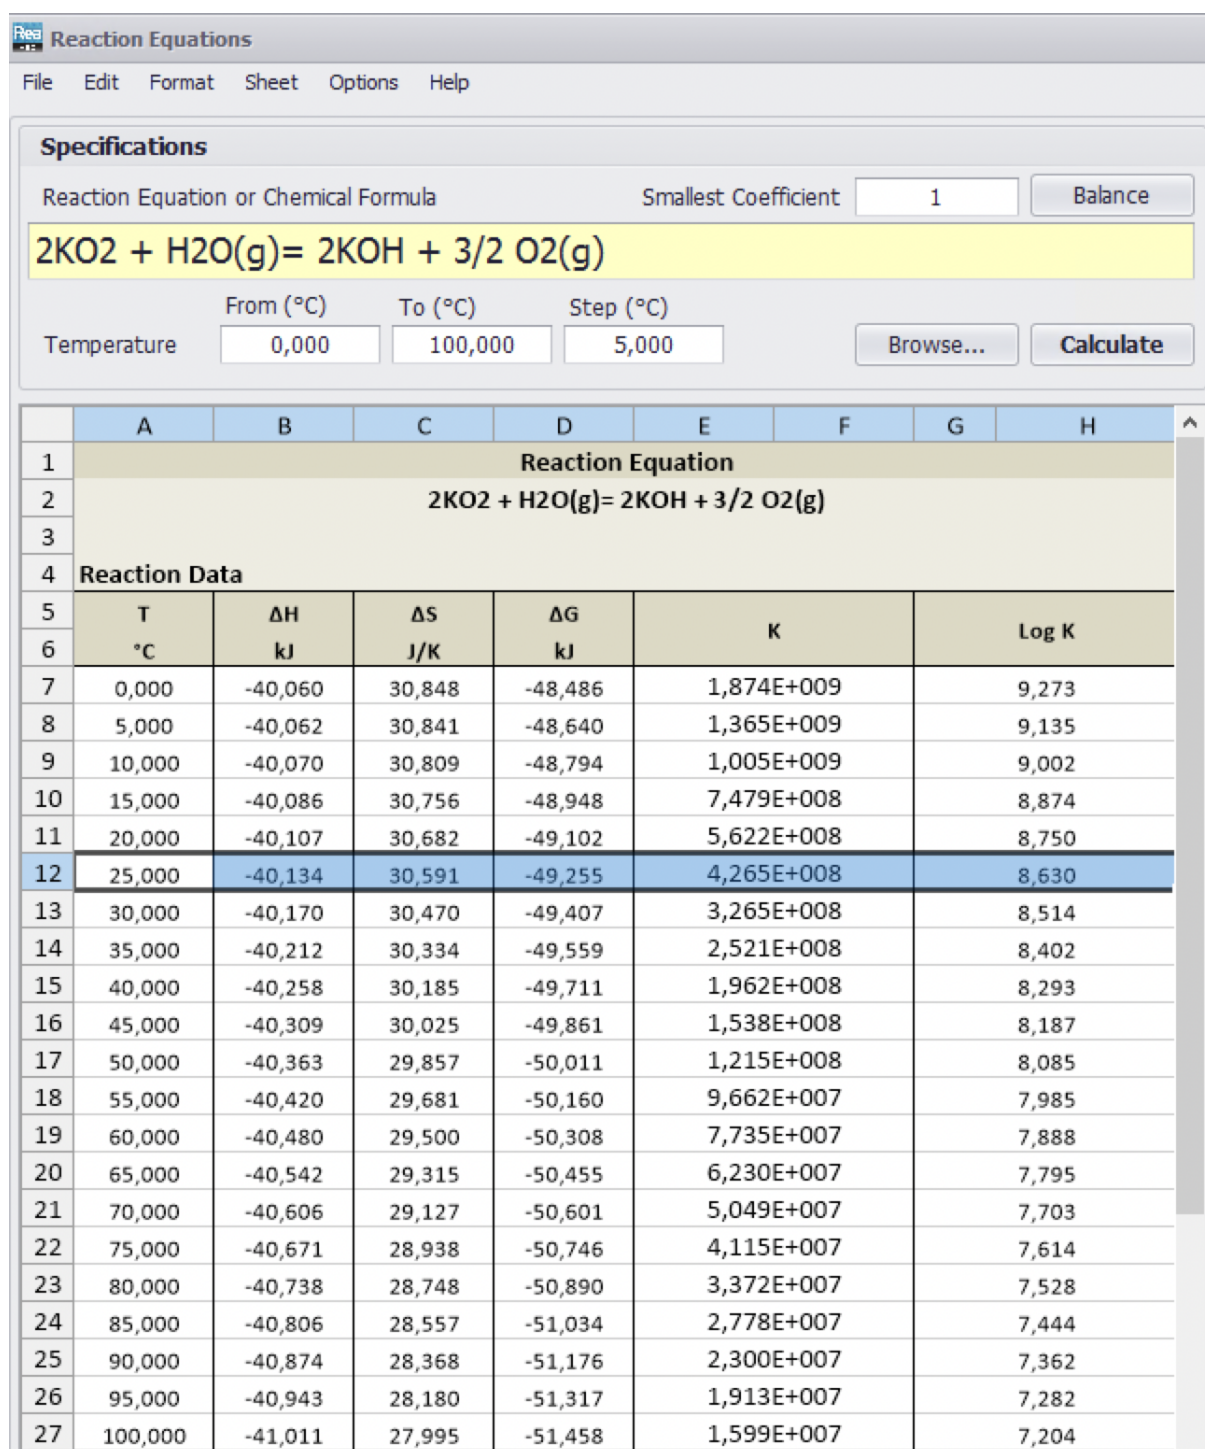 Rea Reaction Equations
File Edit Format Sheet Options Help
Specifications
Reaction Equation or Chemical Formula Smallest Coefficient 1 Balance
2KO2 + H2O(g)= 2KOH + 3/2 O2(g)
From (°C) To (°C) Step (°C)
Temperature 0,000 100,000 5,000 Browse... Calculate
A B C D E F G H
1 Reaction Equation
2 2KO2 + H2O(g)= 2KOH + 3/2 O2(g)
3
4 Reaction Data
5 T ΔH ΔS ΔG K Log K
6 °C kJ J/K kJ
7 0,000 -40,060 30,848 -48,486 1,874E+009 9,273
8 5,000 -40,062 30,841 -48,640 1,365E+009 9,135
9 10,000 -40,070 30,809 -48,794 1,005E+009 9,002
10 15,000 -40,086 30,756 -48,948 7,479E+008 8,874
11 20,000 -40,107 30,682 -49,102 5,622E+008 8,750
12 25,000 -40,134 30,591 -49,255 4,265E+008 8,630
13 30,000 -40,170 30,470 -49,407 3,265E+008 8,514
14 35,000 -40,212 30,334 -49,559 2,521E+008 8,402
15 40,000 -40,258 30,185 -49,711 1,962E+008 8,293
16 45,000 -40,309 30,025 -49,861 1,538E+008 8,187
17 50,000 -40,363 29,857 -50,011 1,215E+008 8,085
18 55,000 -40,420 29,681 -50,160 9,662E+007 7,985
19 60,000 -40,480 29,500 -50,308 7,735E+007 7,888
20 65,000 -40,542 29,315 -50,455 6,230E+007 7,795
21 70,000 -40,606 29,127 -50,601 5,049E+007 7,703
22 75,000 -40,671 28,938 -50,746 4,115E+007 7,614
23 80,000 -40,738 28,748 -50,890 3,372E+007 7,528
24 85,000 -40,806 28,557 -51,034 2,778E+007 7,444
25 90,000 -40,874 28,368 -51,176 2,300E+007 7,362
26 95,000 -40,943 28,180 -51,317 1,913E+007 7,282
27 100,000 -41,011 27,995 -51,458 1,599E+007 7,204